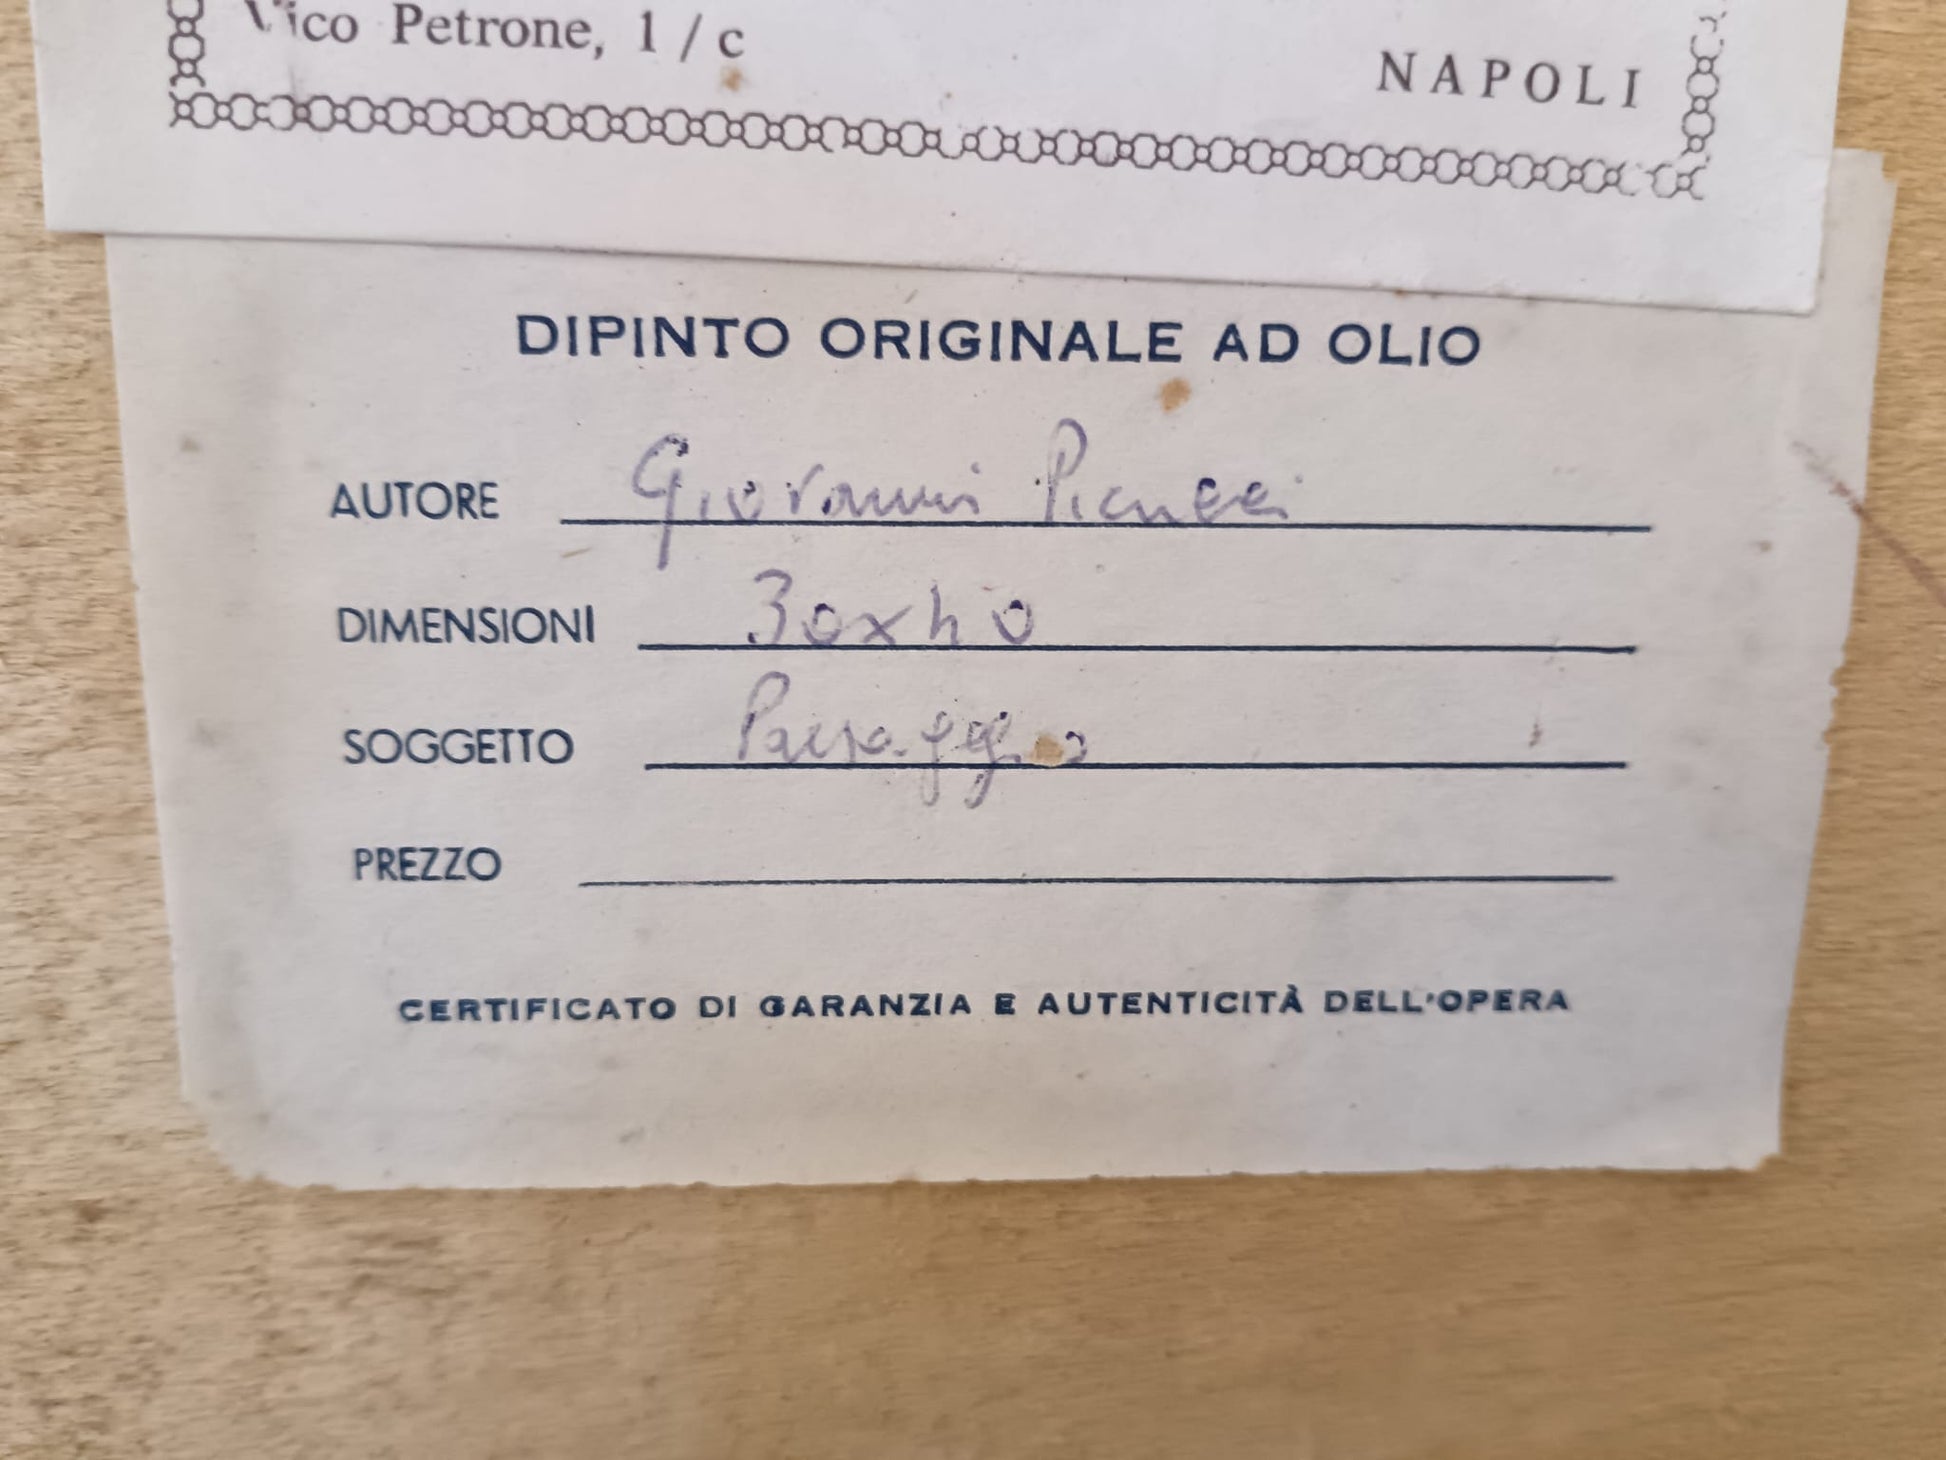 Vico Petrone, 1/c
NAPOLI
DIPINTO ORIGINALE AD OLIO
AUTORE Giovanni
DIMENSIONI 30x40
SOGGETTO Paesaggio
PREZZO
CERTIFICATO DI GARANZIA E AUTENTICITÀ DELL'OPERA